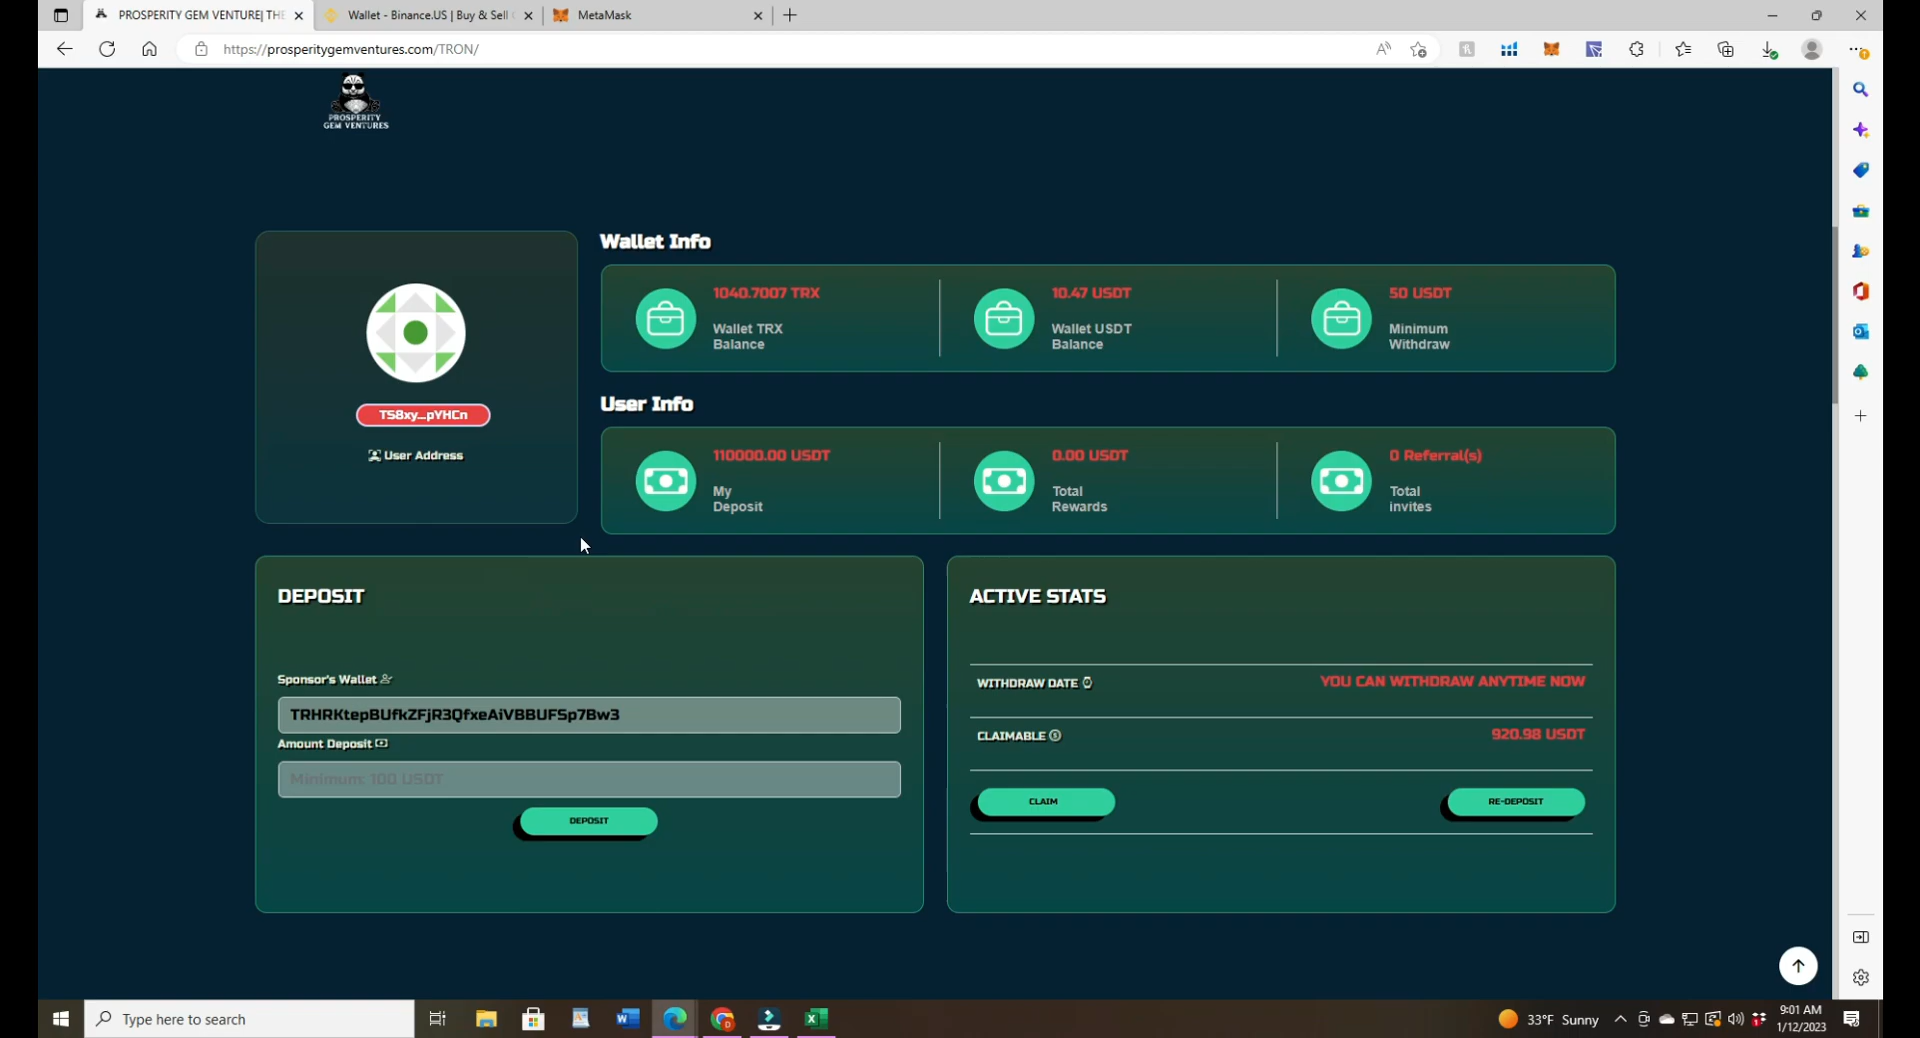 PROSPERITY GEM VENTURE| THE
Wallet - Binance.US | Buy & Sell
MetaMask
https://prosperitygemventures.com/TRON/
PROSPERITY
GEM VENTURES
Wallet Info
1040.7007 TRX
Wallet TRX
Balance
10.47 USDT
Wallet USDT
Balance
50 USDT
Minimum
Withdraw
TS8xy...pYHCn
User Address
User Info
110000.00 USDT
My
Deposit
0.00 USDT
Total
Rewards
0 Referral(s)
Total
invites
DEPOSIT
Sponsor's Wallet
TRHRKtepBUfkZFjR3QfxeAiVBBUFSp7Bw3
Amount Deposit
Minimum: 100 USDT
DEPOSIT
ACTIVE STATS
WITHDRAW DATE
YOU CAN WITHDRAW ANYTIME NOW
CLAIMABLE
920.98 USDT
CLAIM
RE-DEPOSIT
Type here to search
33°F Sunny
9:01 AM
1/12/2023